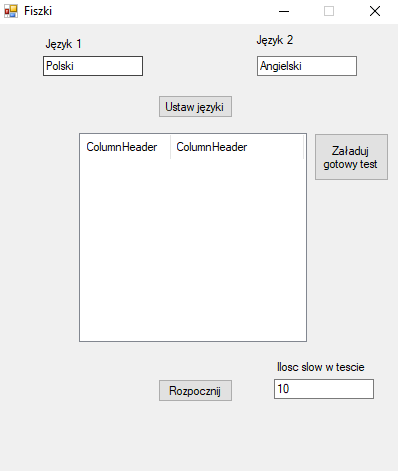 Fiszki
Język 1
Język 2
Polski
Angielski
Ustaw języki
ColumnHeader
ColumnHeader
Załaduj
gotowy test
Ilosc slow w tescie
Rozpocznij
10